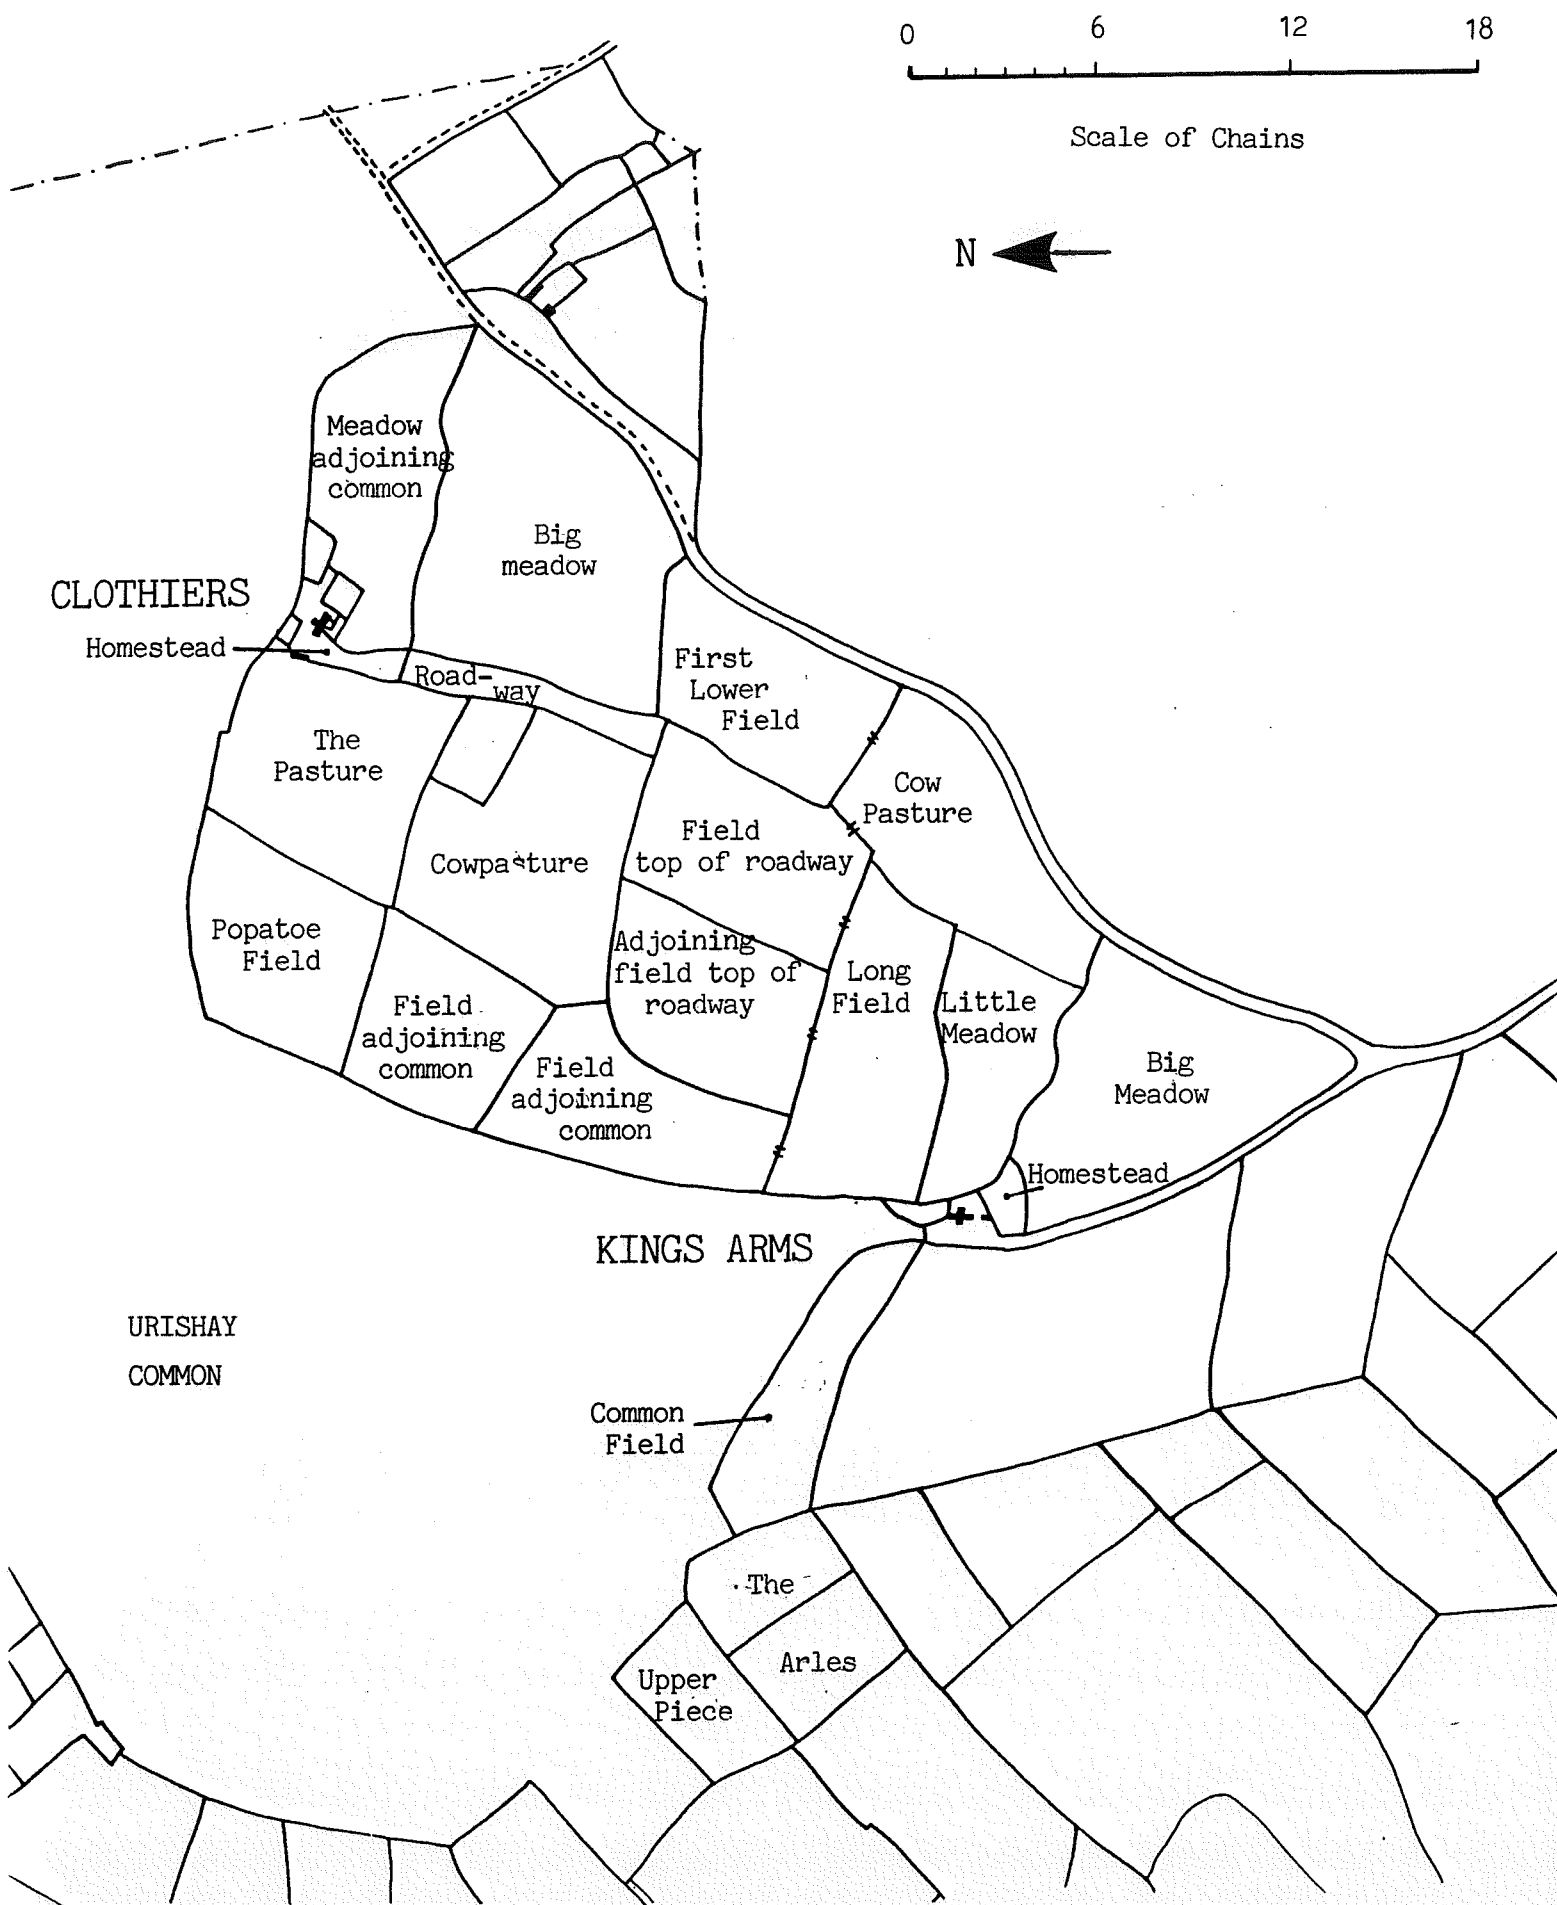 0 6 12 18
Scale of Chains
N
Meadow
adjoining
common
Big
meadow
CLOTHIERS
Homestead
Road-
way
First
Lower
Field
The
Pasture
Cow
Pasture
Field
top of roadway
Cowpasture
Popatoe
Field
Adjoining
field top of
roadway
Long
Field
Little
Meadow
Field
adjoining
common
Field
adjoining
common
Big
Meadow
Homestead
KINGS ARMS
URISHAY
COMMON
Common
Field
The
Arles
Upper
Piece